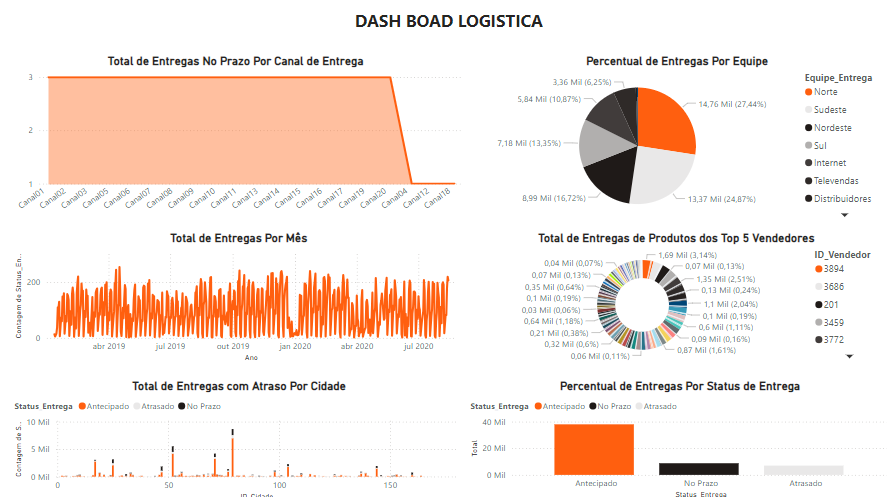 DASH BOAD LOGISTICA
Total de Entregas No Prazo Por Canal de Entrega
3
2
1
Canal01
Canal02
Canal03
Canal05
Canal06
Canal07
Canal09
Canal10
Canal11
Canal13
Canal14
Canal15
Canal16
Canal17
Canal19
Canal20
Canal04
Canal12
Canal18
Percentual de Entregas Por Equipe
3,36 Mil (6,25%)
5,84 Mil (10,87%)
7,18 Mil (13,35%)
8,99 Mil (16,72%)
14,76 Mil (27,44%)
13,37 Mil (24,87%)
Equipe_Entrega
Norte
Sudeste
Nordeste
Sul
Internet
Televendas
Distribuidores
Total de Entregas Por Mês
Contagem de Status_En...
200
0
abr 2019
jul 2019
out 2019
jan 2020
abr 2020
jul 2020
Ano
Total de Entregas de Produtos dos Top 5 Vendedores
0,04 Mil (0,07%)
0,07 Mil (0,13%)
0,35 Mil (0,64%)
0,1 Mil (0,19%)
0,03 Mil (0,06%)
0,64 Mil (1,18%)
0,21 Mil (0,38%)
0,32 Mil (0,6%)
0,06 Mil (0,11%)
1,69 Mil (3,14%)
0,07 Mil (0,13%)
1,35 Mil (2,51%)
0,13 Mil (0,24%)
1,1 Mil (2,04%)
0,1 Mil (0,19%)
0,6 Mil (1,11%)
0,09 Mil (0,16%)
0,87 Mil (1,61%)
ID_Vendedor
3894
3686
201
3459
3772
Total de Entregas com Atraso Por Cidade
Status_Entrega Antecipado Atrasado No Prazo
Contagem de S...
10 Mil
5 Mil
0 Mil
0
50
100
150
ID_Cidade
Percentual de Entregas Por Status de Entrega
Status_Entrega Antecipado No Prazo Atrasado
Total
40 Mil
20 Mil
0 Mil
Antecipado
No Prazo
Atrasado
Status_Entrega